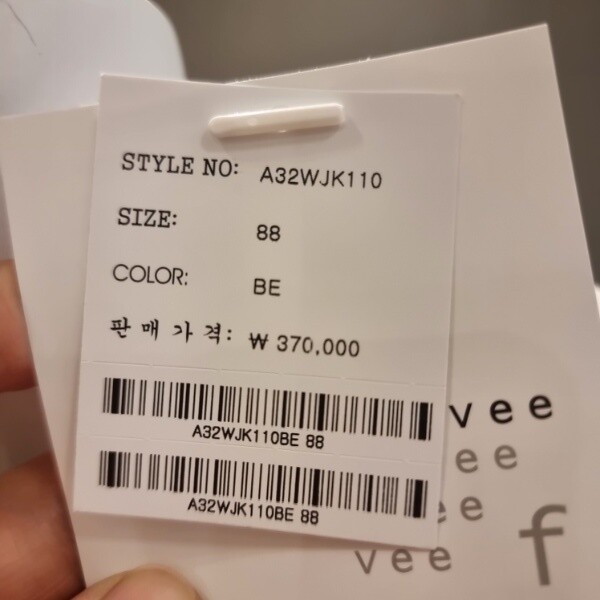 STYLE NO: A32WJK110
SIZE: 88
COLOR: BE
판매가격: ₩ 370,000
A32WJK110BE 88
A32WJK110BE 88
vee
ee
ee
vee f